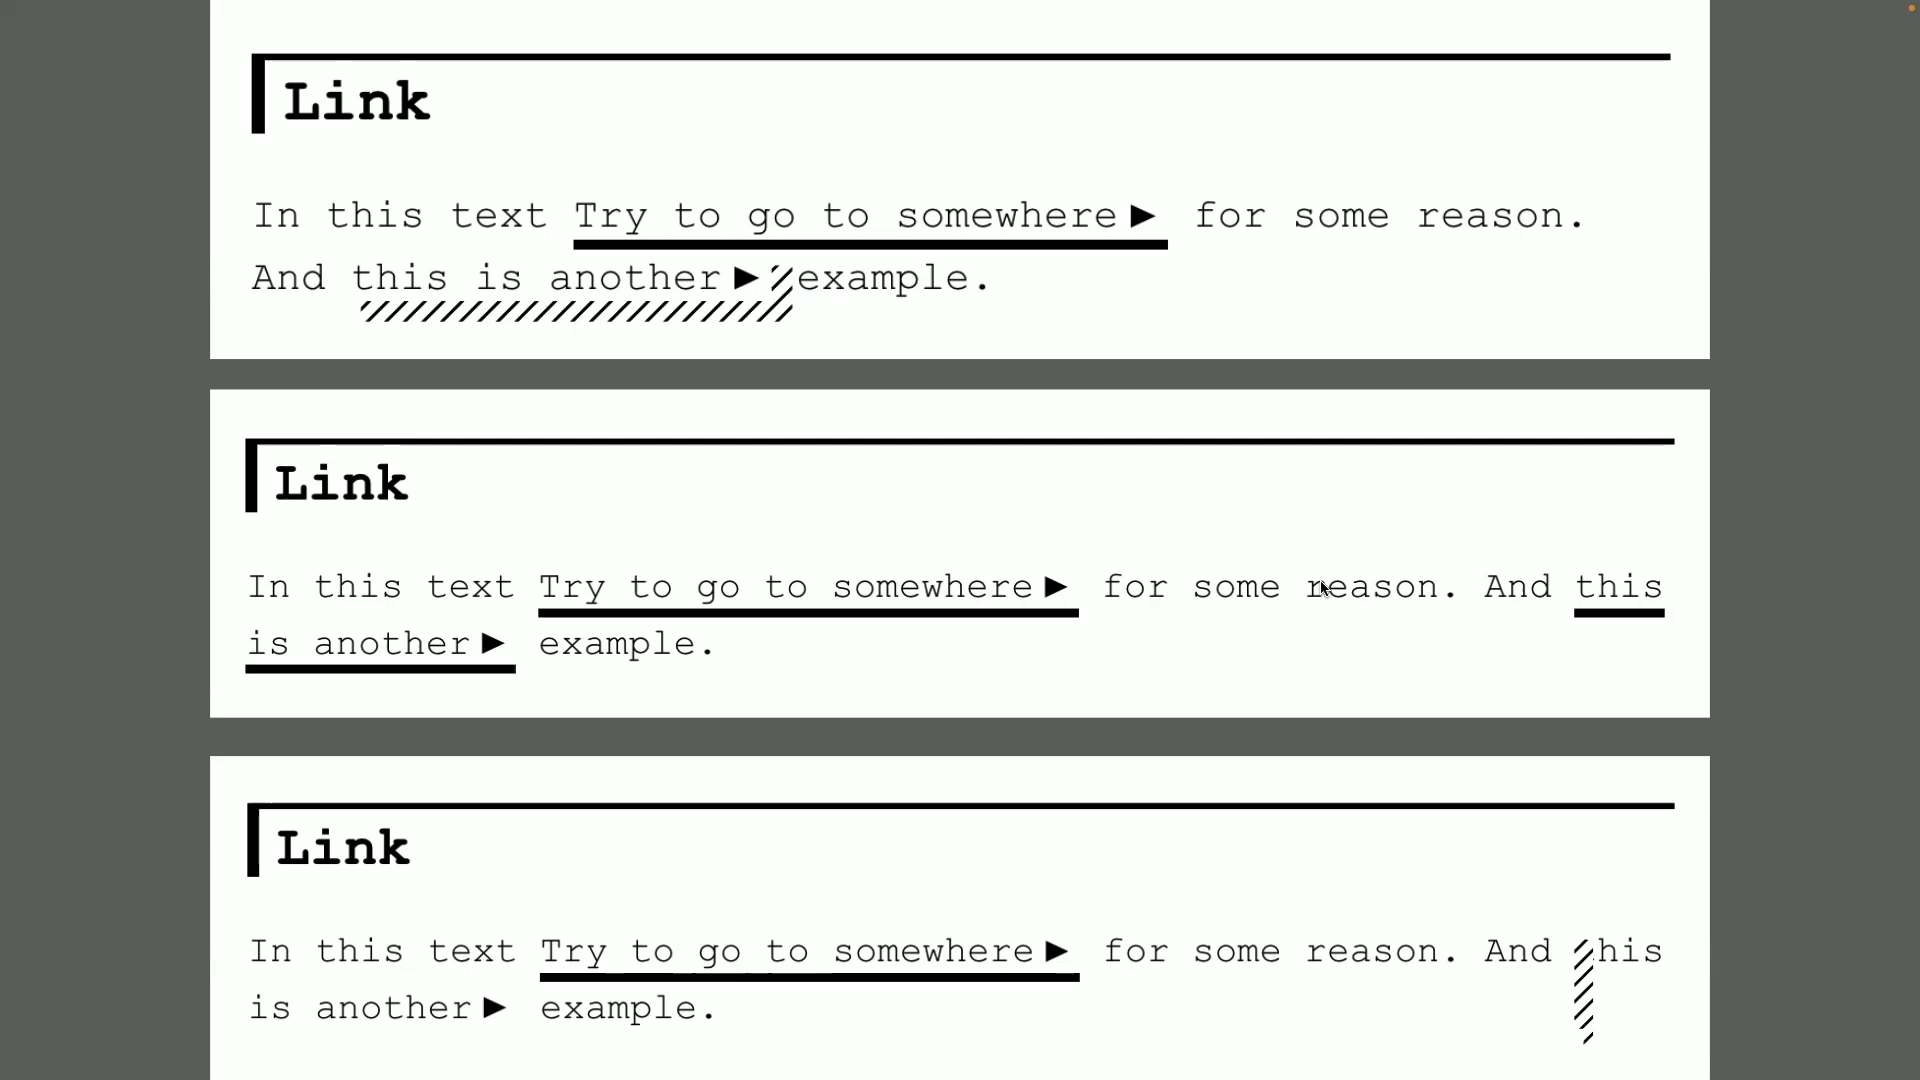 Link
In this text Try to go to somewhere► for some reason.
And this is another► example.
Link
In this text Try to go to somewhere► for some reason. And this
is another► example.
Link
In this text Try to go to somewhere► for some reason. And his
is another► example.